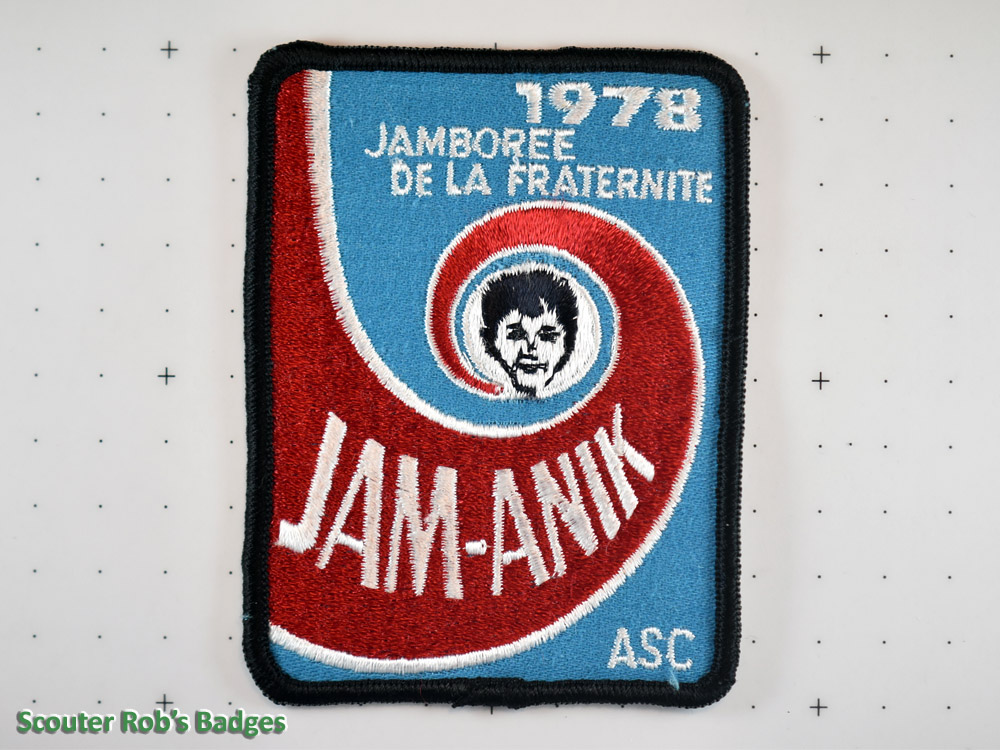 1978
JAMBOREE
DE LA FRATERNITE
JAM-ANIK
ASC
Scouter Rob's Badges